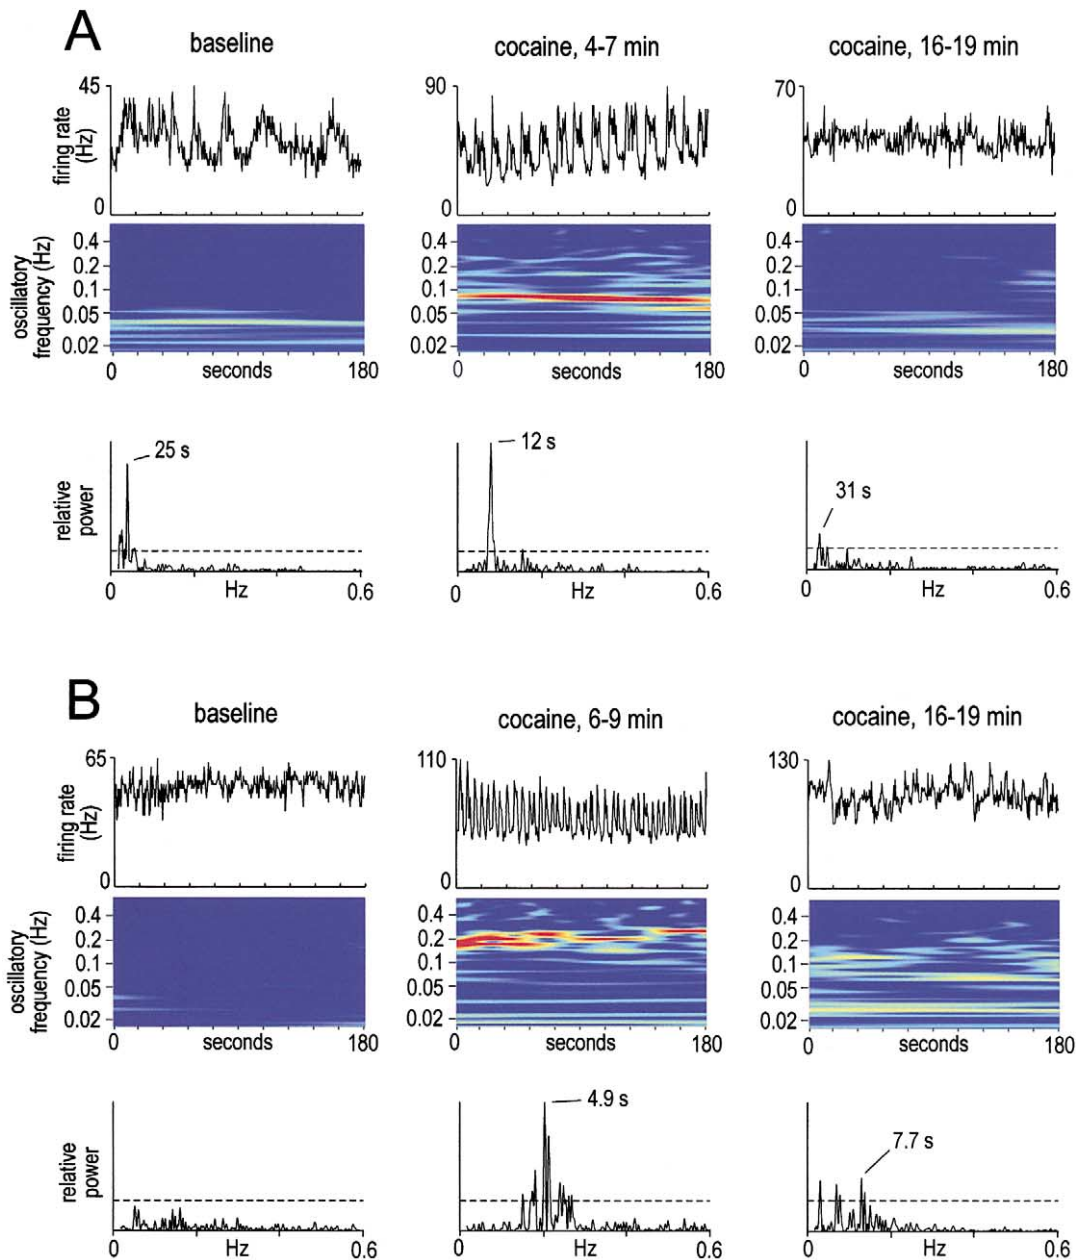 A
baseline
cocaine, 4-7 min
cocaine, 16-19 min
firing rate
(Hz)
45
0
90
0
70
0
oscillatory
frequency (Hz)
0.4
0.2
0.1
0.05
0.02
0 seconds 180
0.4
0.2
0.1
0.05
0.02
0 seconds 180
0.4
0.2
0.1
0.05
0.02
0 seconds 180
relative
power
25 s
0 Hz 0.6
12 s
0 Hz 0.6
31 s
0 Hz 0.6
B
baseline
cocaine, 6-9 min
cocaine, 16-19 min
firing rate
(Hz)
65
0
110
0
130
0
oscillatory
frequency (Hz)
0.4
0.2
0.1
0.05
0.02
0 seconds 180
0.4
0.2
0.1
0.05
0.02
0 seconds 180
0.4
0.2
0.1
0.05
0.02
0 seconds 180
relative
power
0 Hz 0.6
4.9 s
0 Hz 0.6
7.7 s
0 Hz 0.6